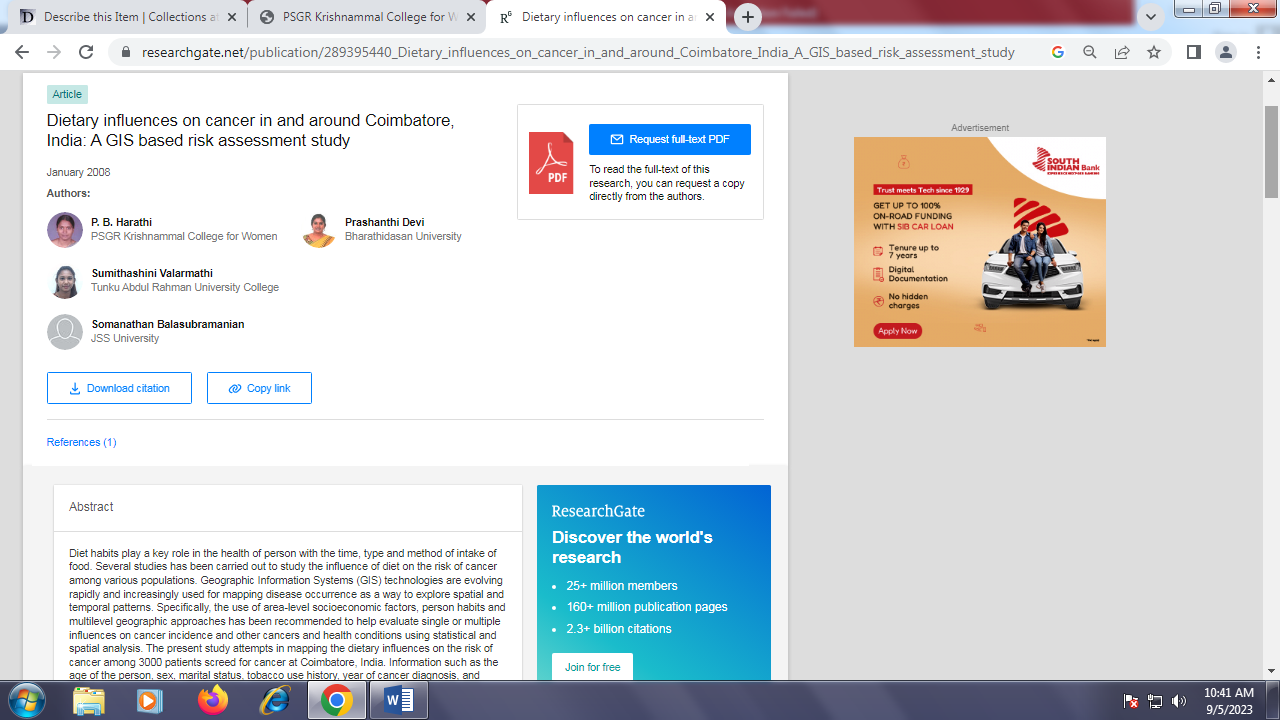 Describe this Item | Collections at
PSGR Krishnammal College for W
R⁶
Dietary influences on cancer in an
researchgate.net/publication/289395440_Dietary_influences_on_cancer_in_and_around_Coimbatore_India_A_GIS_based_risk_assessment_study
Article
Dietary influences on cancer in and around Coimbatore,
India: A GIS based risk assessment study
January 2008
Authors:
P. B. Harathi
PSGR Krishnammal College for Women
Prashanthi Devi
Bharathidasan University
Sumithashini Valarmathi
Tunku Abdul Rahman University College
Somanathan Balasubramanian
JSS University
Download citation
Copy link
References (1)
PDF
Request full-text PDF
To read the full-text of this
research, you can request a copy
directly from the authors.
Advertisement
SOUTH
INDIAN Bank
Trust meets Tech since 1929
GET UP TO 100%
ON-ROAD FUNDING
WITH SIB CAR LOAN
Tenure up to
7 years
Digital
Documentation
No hidden
charges
Apply Now
Abstract
Diet habits play a key role in the health of person with the time, type and method of intake of
food. Several studies has been carried out to study the influence of diet on the risk of cancer
among various populations. Geographic Information Systems (GIS) technologies are evolving
rapidly and increasingly used for mapping disease occurrence as a way to explore spatial and
temporal patterns. Specifically, the use of area-level socioeconomic factors, person habits and
multilevel geographic approaches has been recommended to help evaluate single or multiple
influences on cancer incidence and other cancers and health conditions using statistical and
spatial analysis. The present study attempts in mapping the dietary influences on the risk of
cancer among 3000 patients screed for cancer at Coimbatore, India. Information such as the
age of the person, sex, marital status, tobacco use history, year of cancer diagnosis, and
ResearchGate
Discover the world's
research
25+ million members
160+ million publication pages
2.3+ billion citations
Join for free
10:41 AM
9/5/2023